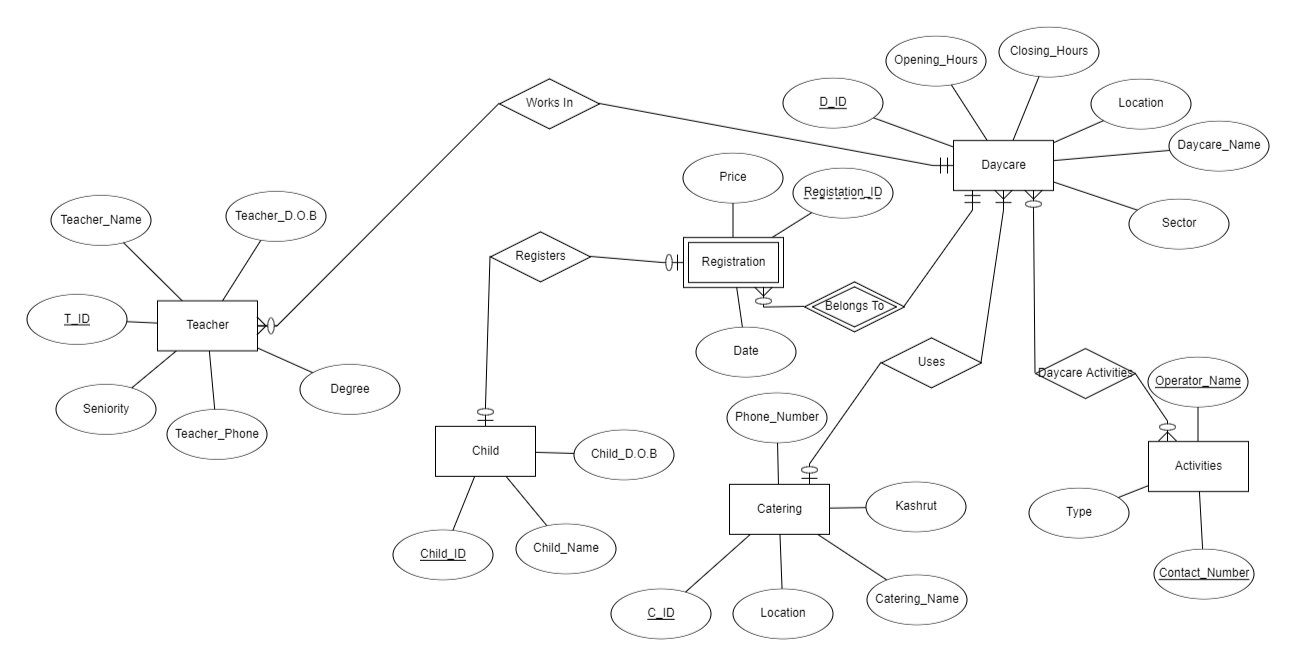 Closing_Hours
Opening_Hours
D_ID
Location
Works In
Daycare_Name
Daycare
Price
Registation_ID
Teacher_Name
Teacher_D.O.B
Sector
Registers
Registration
Belongs To
T_ID
Teacher
Date
Uses
Daycare Activities
Operator_Name
Degree
Seniority
Phone_Number
Teacher_Phone
Child
Child_D.O.B
Activities
Catering
Kashrut
Type
Child_ID
Child_Name
Contact_Number
C_ID
Location
Catering_Name